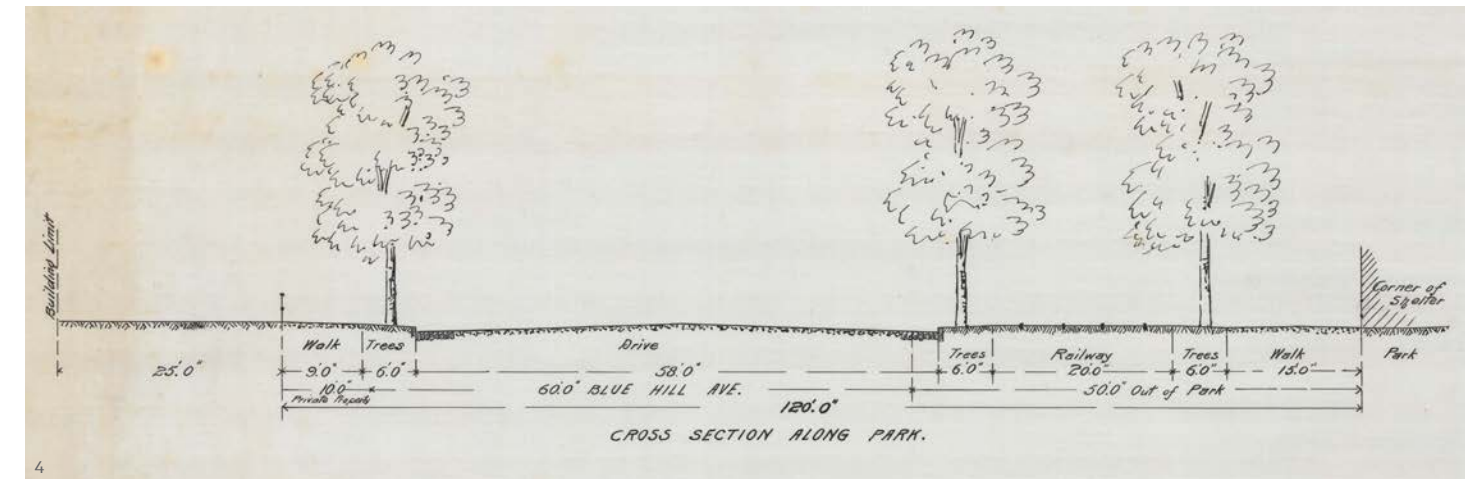 Building Limit
Corner of
Shelter
Walk Trees Drive Trees Railway Trees Walk Park
25'.0" 9'.0" 6'.0" 58'.0" 6'.0" 20'.0" 6'.0" 15'.0"
10'.0" 60'.0" BLUE HILL AVE. 50'.0" Out of Park
Private Property
120'.0"
CROSS SECTION ALONG PARK.
4